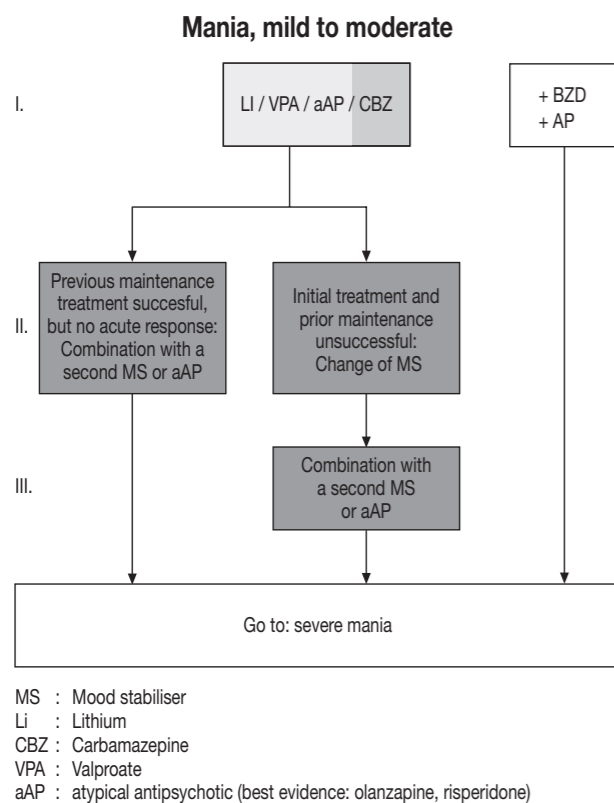 Mania, mild to moderate
I.
LI / VPA / aAP / CBZ
+ BZD
+ AP
II.
Previous maintenance
treatment succesful,
but no acute response:
Combination with a
second MS or aAP
Initial treatment and
prior maintenance
unsuccessful:
Change of MS
III.
Combination with
a second MS
or aAP
Go to: severe mania
MS : Mood stabiliser
Li : Lithium
CBZ : Carbamazepine
VPA : Valproate
aAP : atypical antipsychotic (best evidence: olanzapine, risperidone)